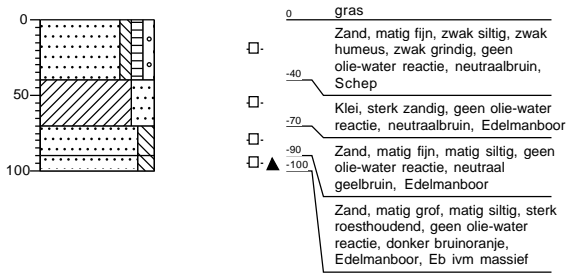 0
50
100
0
gras
Zand, matig fijn, zwak siltig, zwak
humeus, zwak grindig, geen
olie-water reactie, neutraalbruin,
Schep
-40
Klei, sterk zandig, geen olie-water
reactie, neutraalbruin, Edelmanboor
-70
Zand, matig fijn, matig siltig, geen
olie-water reactie, neutraal
geelbruin, Edelmanboor
-90
-100
Zand, matig grof, matig siltig, sterk
roesthoudend, geen olie-water
reactie, donker bruinoranje,
Edelmanboor, Eb ivm massief